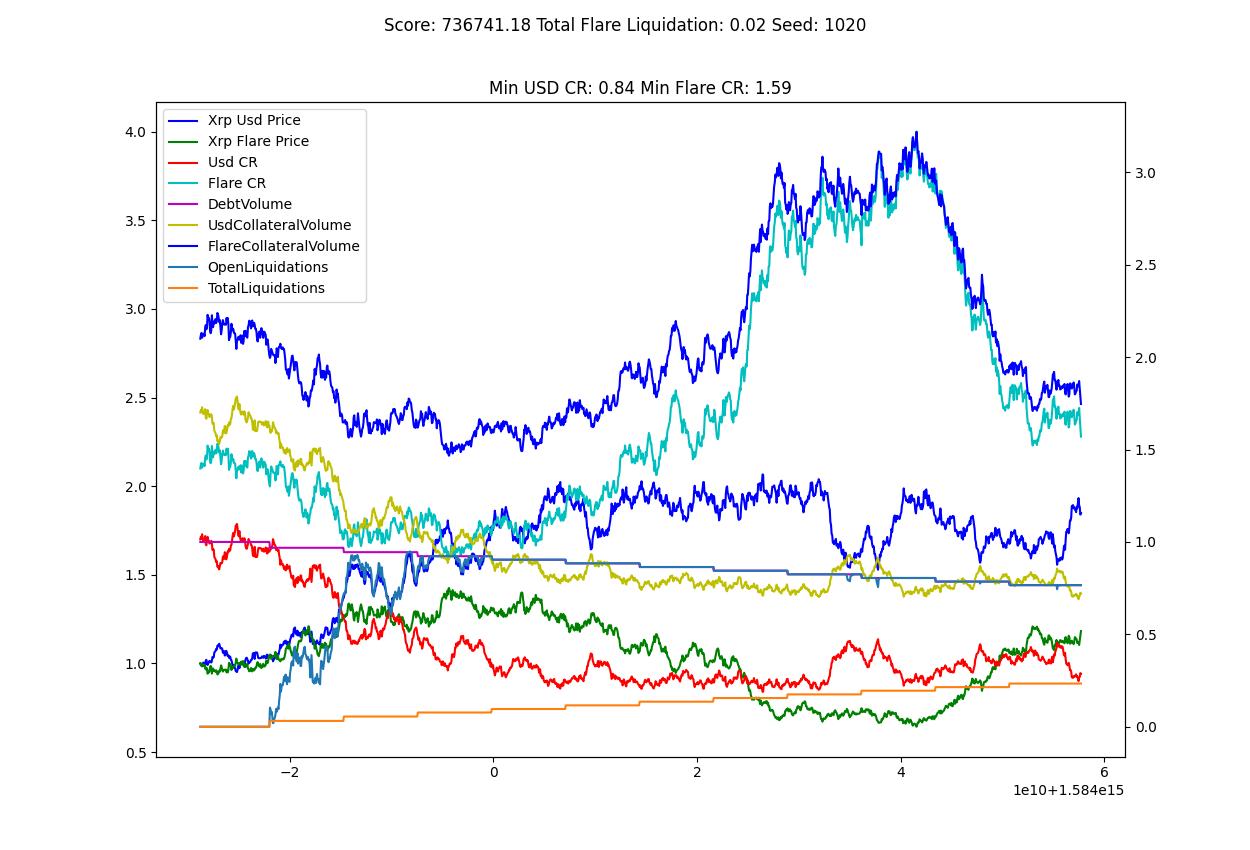 Score: 736741.18 Total Flare Liquidation: 0.02 Seed: 1020
Min USD CR: 0.84 Min Flare CR: 1.59
Xrp Usd Price
Xrp Flare Price
Usd CR
Flare CR
DebtVolume
UsdCollateralVolume
FlareCollateralVolume
OpenLiquidations
TotalLiquidations
4.0
3.5
3.0
2.5
2.0
1.5
1.0
0.5
3.0
2.5
2.0
1.5
1.0
0.5
0.0
−2 0 2 4 6
1e10+1.584e15